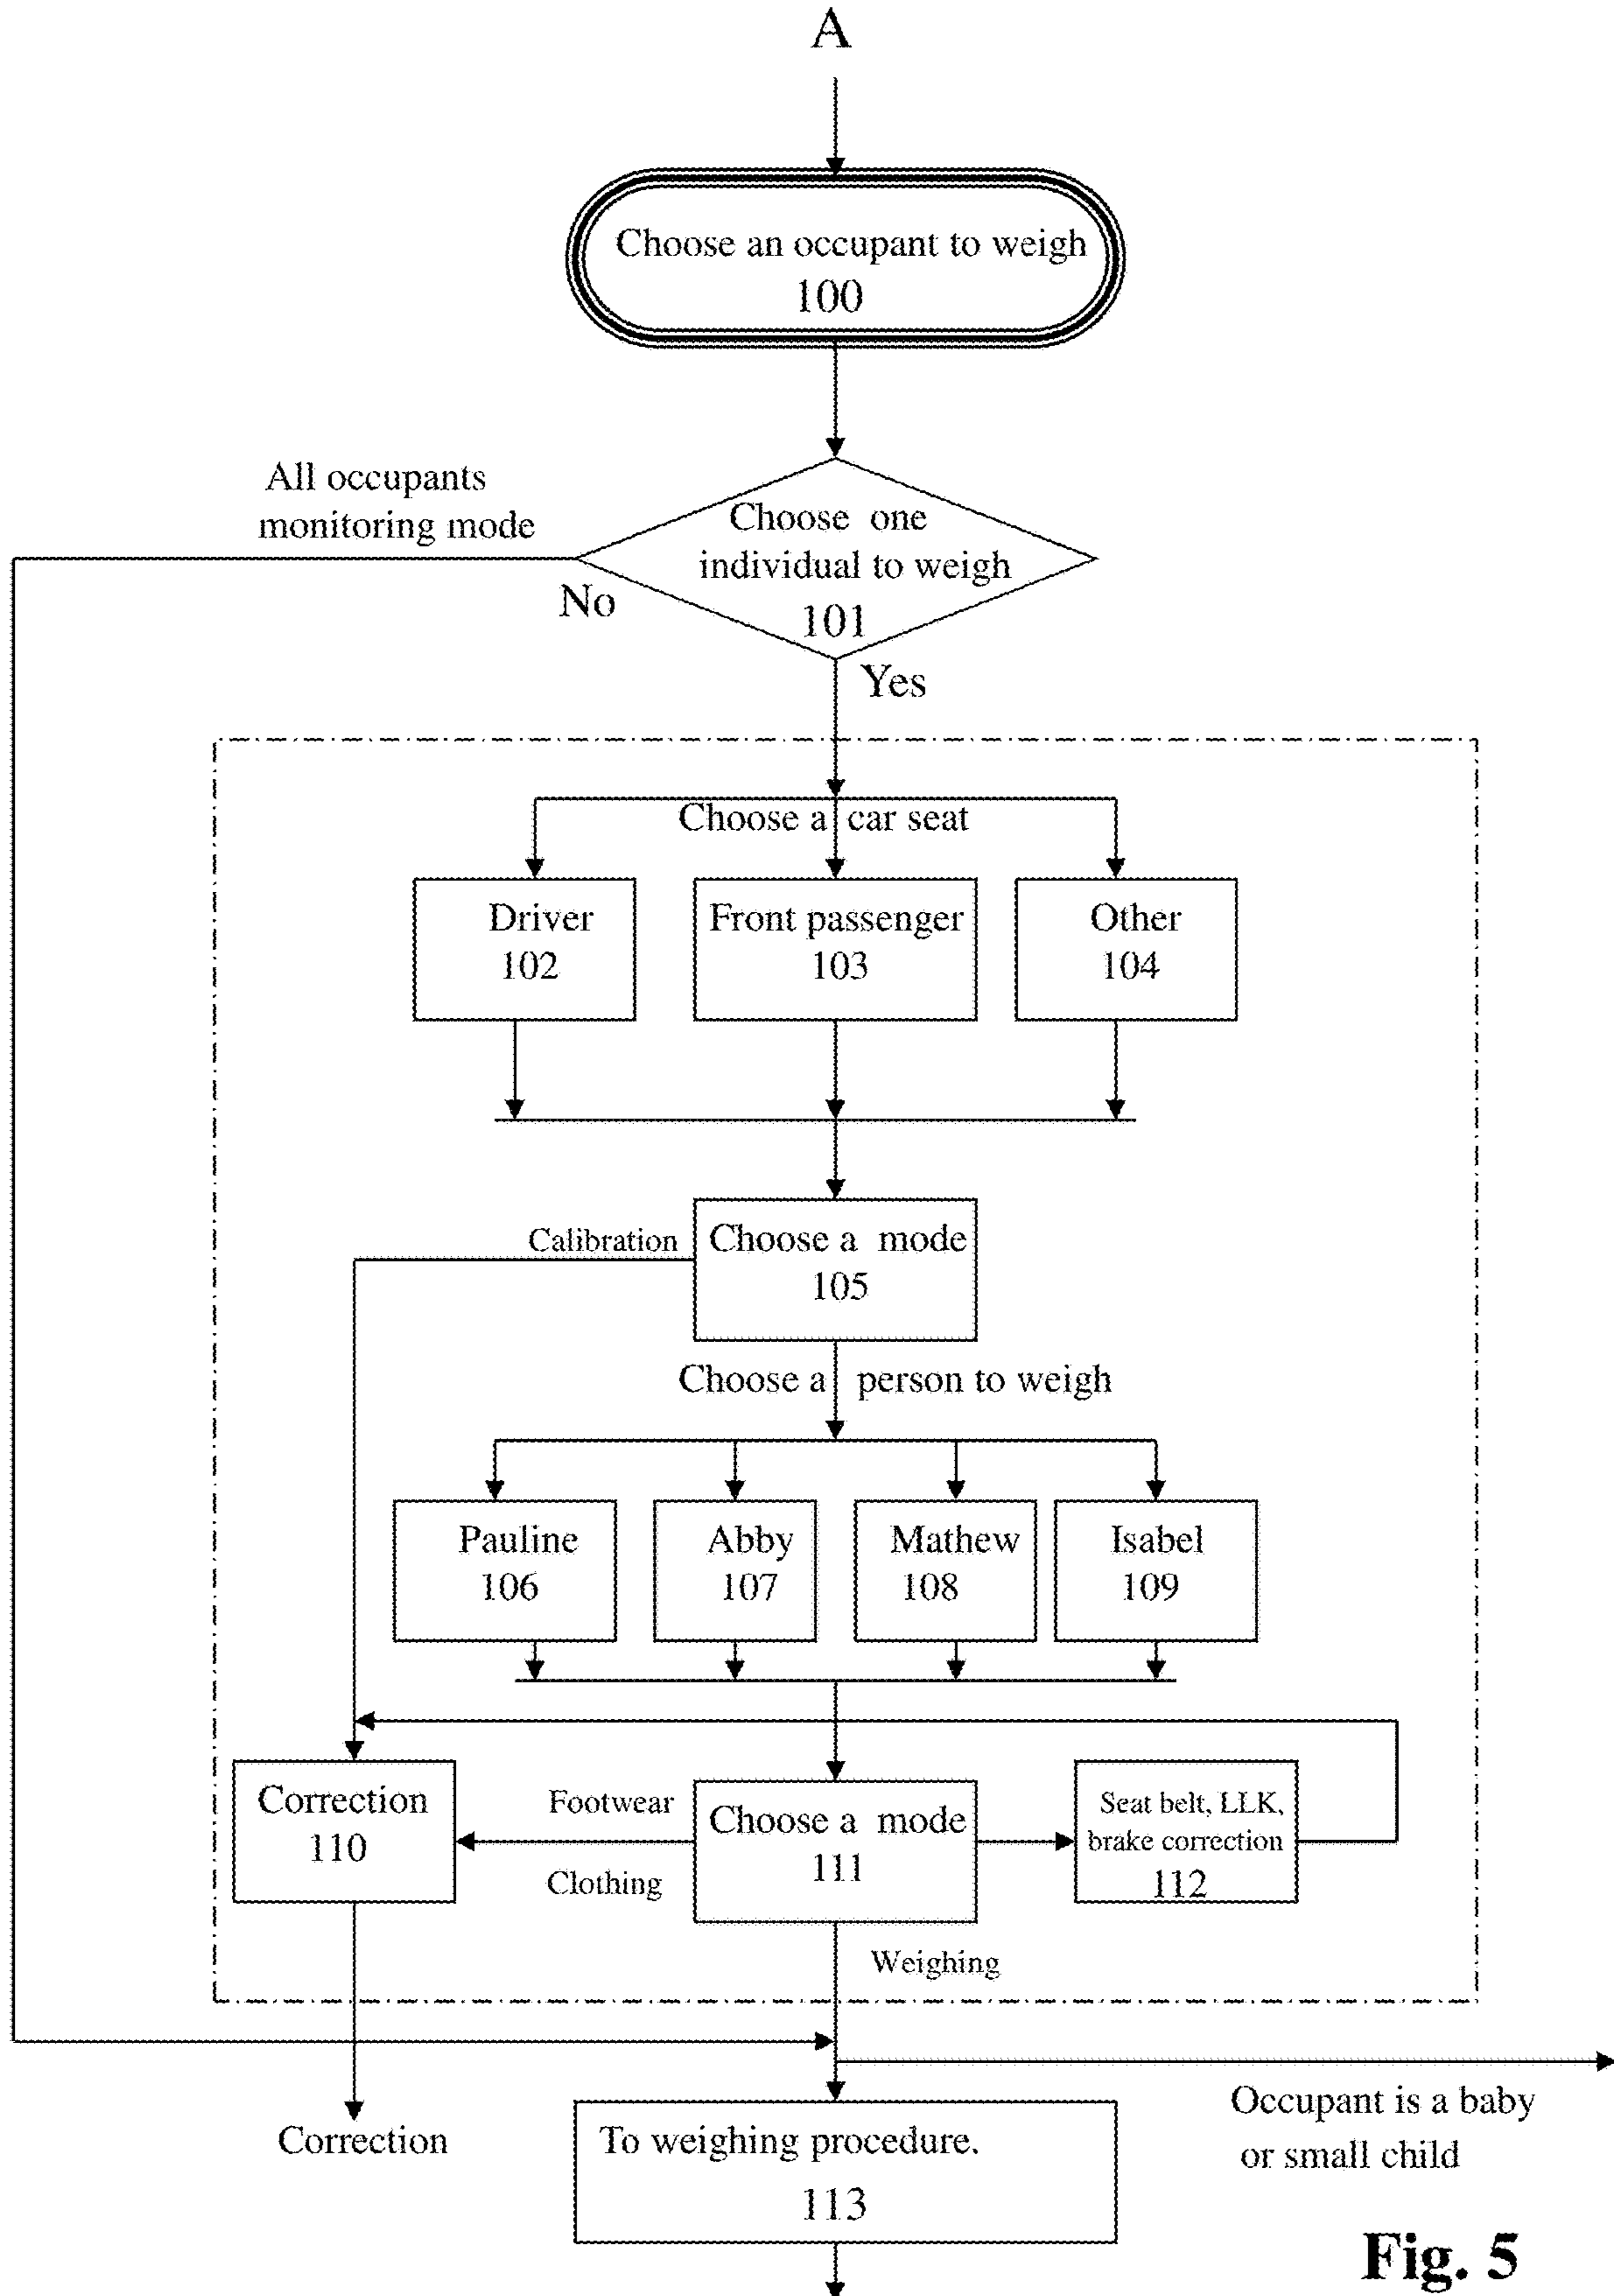 A
Choose an occupant to weigh
100
All occupants
monitoring mode
Choose one
individual to weigh
101
No
Yes
Choose a car seat
Driver
102
Front passenger
103
Other
104
Calibration
Choose a mode
105
Choose a person to weigh
Pauline
106
Abby
107
Mathew
108
Isabel
109
Correction
110
Footwear
Clothing
Choose a mode
111
Seat belt, LLK,
brake correction
112
Weighing
Correction
To weighing procedure.
113
Occupant is a baby
or small child
Fig. 5